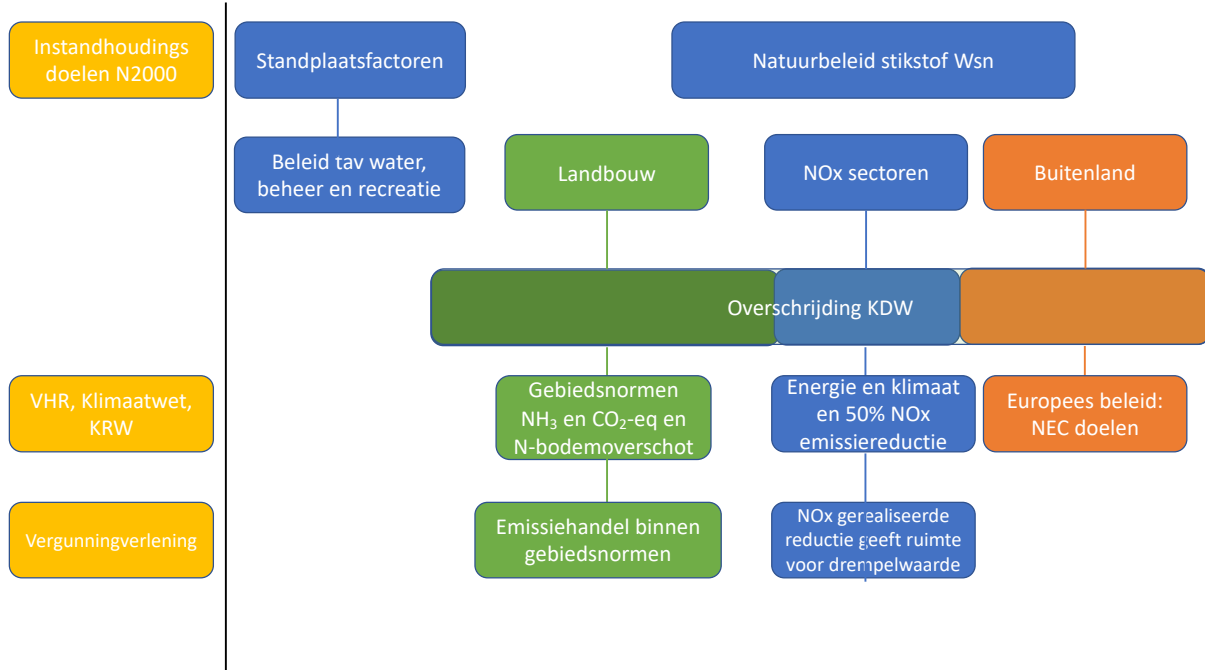 Instandhoudings
doelen N2000
Standplaatsfactoren
Natuurbeleid stikstof Wsn
Beleid tav water,
beheer en recreatie
Landbouw
NOx sectoren
Buitenland
Overschrijding KDW
VHR, Klimaatwet,
KRW
Gebiedsnormen
NH₃ en CO₂-eq en
N-bodemoverschot
Energie en klimaat
en 50% NOx
emissiereductie
Europees beleid:
NEC doelen
Vergunningverlening
Emissiehandel binnen
gebiedsnormen
NOx gerealiseerde
reductie geeft ruimte
voor drempelwaarde